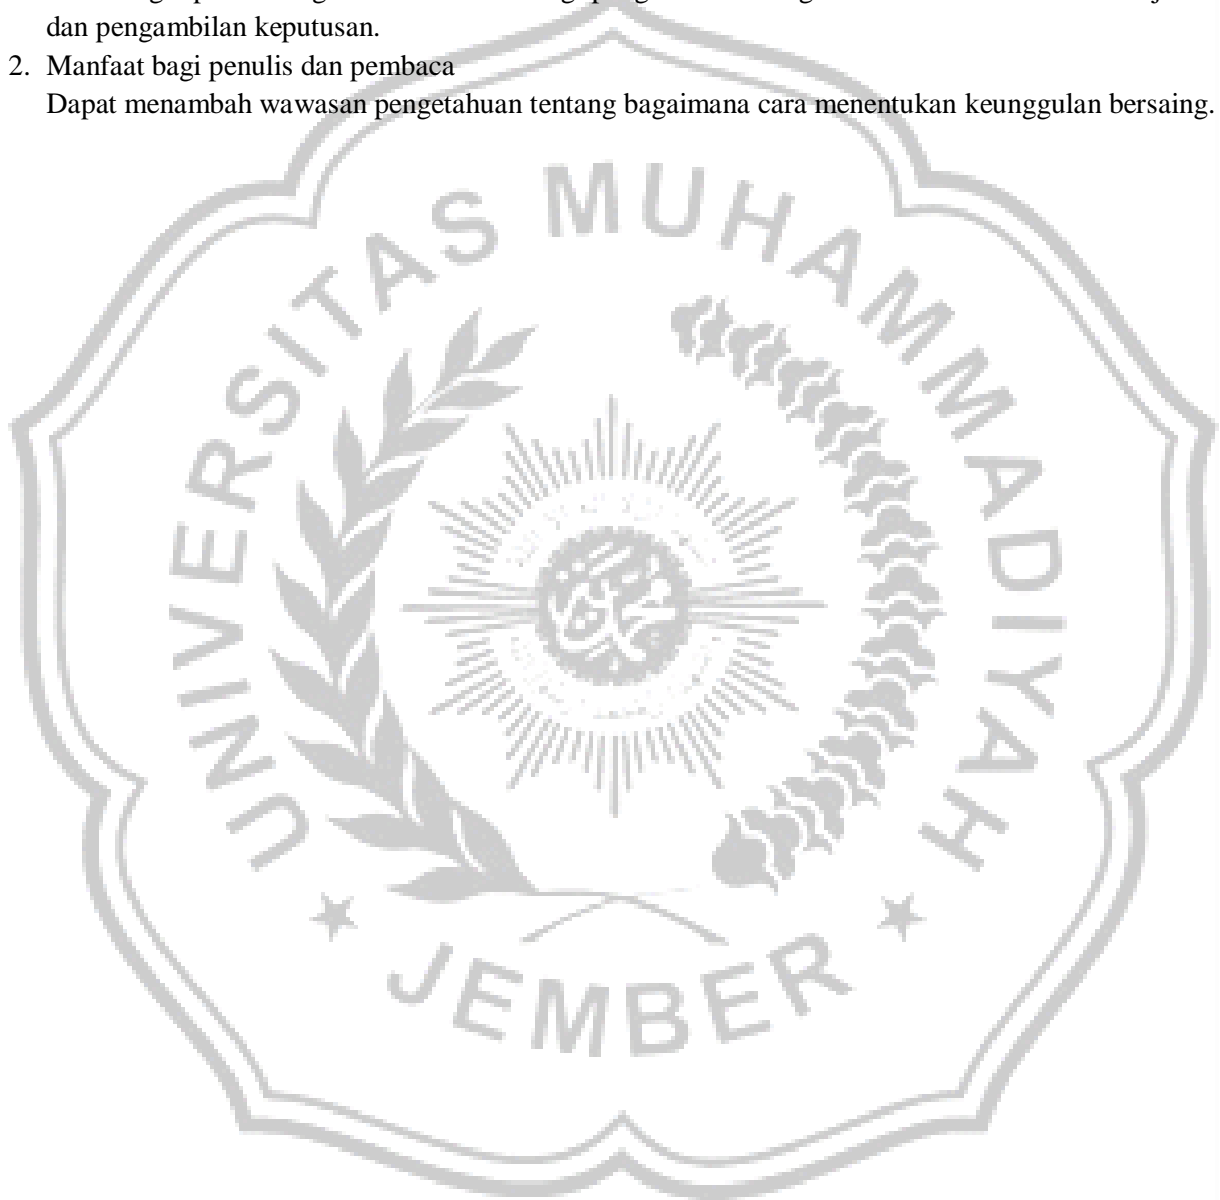 dan pengambilan keputusan.
2. Manfaat bagi penulis dan pembaca
Dapat menambah wawasan pengetahuan tentang bagaimana cara menentukan keunggulan bersaing.
UNIVERSITAS MUHAMMADIYAH
JEMBER